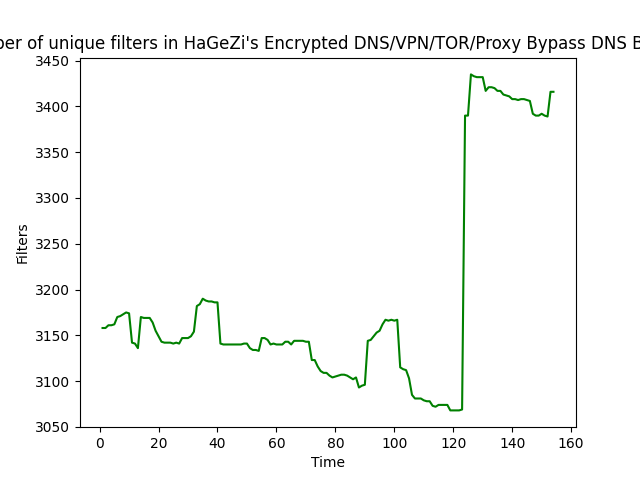 ber of unique filters in HaGeZi's Encrypted DNS/VPN/TOR/Proxy Bypass DNS B
3450
3400
3350
3300
3250
3200
3150
3100
3050
Filters
0 20 40 60 80 100 120 140 160
Time